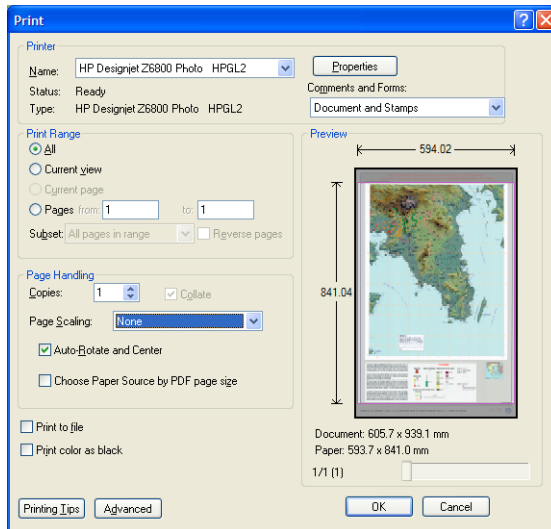 Print
Printer
Name: HP Designjet Z6800 Photo HPGL2
Properties
Status: Ready
Comments and Forms:
Type: HP Designjet Z6800 Photo HPGL2
Document and Stamps
Print Range
All
Current view
Current page
Pages from: 1 to: 1
Subset: All pages in range Reverse pages
Page Handling
Copies: 1 Collate
Page Scaling: None
Auto-Rotate and Center
Choose Paper Source by PDF page size
Print to file
Print color as black
Preview
594.02
841.04
Document: 605.7 x 939.1 mm
Paper: 593.7 x 841.0 mm
1/1 (1)
Printing Tips Advanced OK Cancel